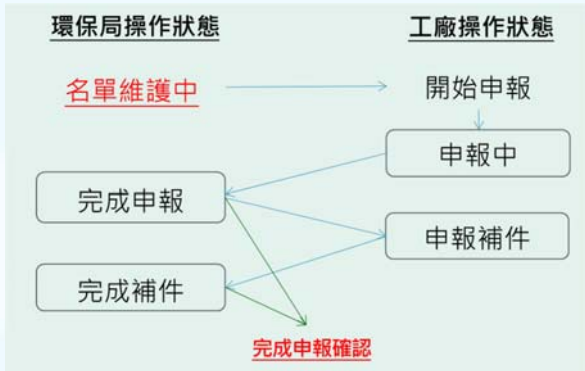 環保局操作狀態
工廠操作狀態
名單維護中
開始申報
申報中
完成申報
申報補件
完成補件
完成申報確認